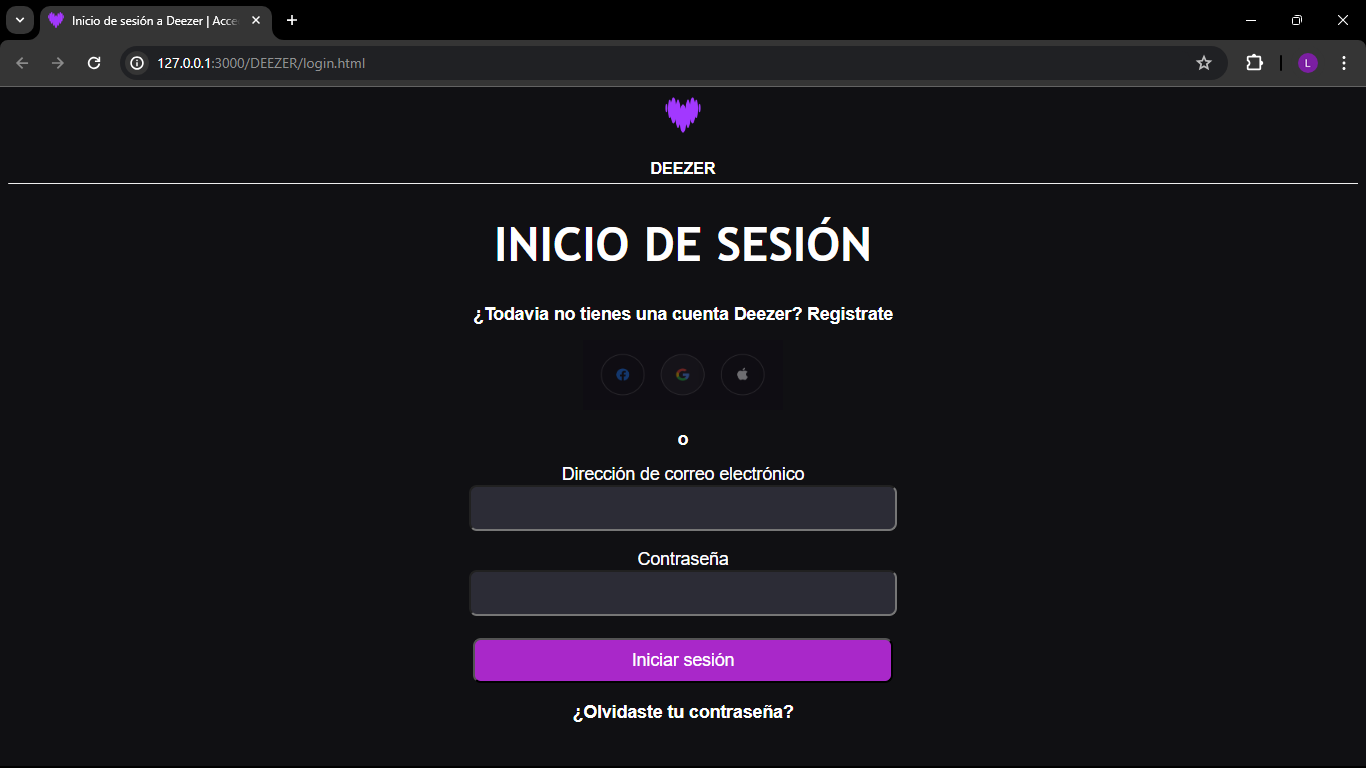 Inicio de sesión a Deezer | Acce
127.0.0.1:3000/DEEZER/login.html
L
DEEZER
INICIO DE SESIÓN
¿Todavia no tienes una cuenta Deezer? Registrate
G
o
Dirección de correo electrónico
Contraseña
Iniciar sesión
¿Olvidaste tu contraseña?